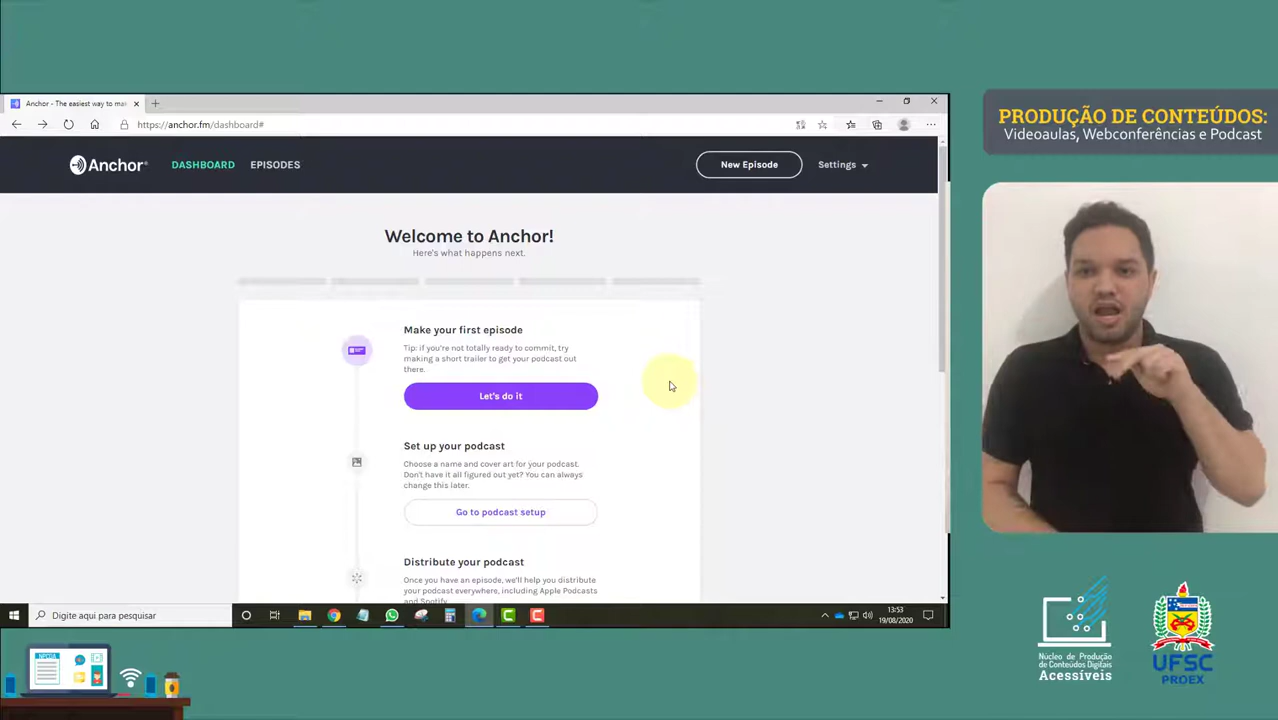 Anchor - The easiest way to ma
https://anchor.fm/dashboard#
Anchor
DASHBOARD
EPISODES
New Episode
Settings
Welcome to Anchor!
Here's what happens next.
Make your first episode
Tip: if you're not totally ready to commit, try
making a short trailer to get your podcast out
there.
Let's do it
Set up your podcast
Choose a name and cover art for your podcast.
Don't have it all figured out yet? You can always
change this later.
Go to podcast setup
Distribute your podcast
Once you have an episode, we'll help you distribute
your podcast everywhere, including Apple Podcasts
and Spotify.
Digite aqui para pesquisar
13:53
19/08/2020
PRODUÇÃO DE CONTEÚDOS:
Videoaulas, Webconferências e Podcast
Núcleo de Produção
de Conteúdos Digitais
Acessíveis
UFSC
PROEX